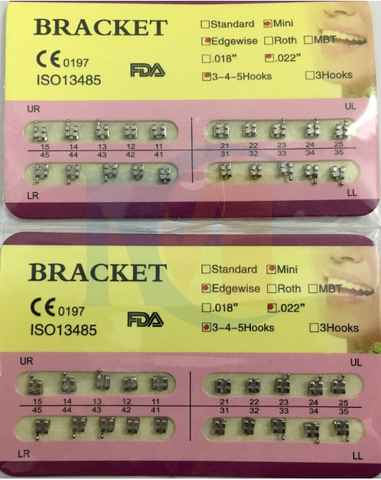 BRACKET
□Standard ☒Mini
☒Edgewise □Roth □MBT
□.018" ☒.022"
☒3-4-5Hooks □3Hooks
CE 0197
ISO13485
FDA
UR UL
15 14 13 12 11 21 22 23 24 25
45 44 43 42 41 31 32 33 34 35
LR LL
BRACKET
□Standard ☒Mini
☒Edgewise □Roth □MBT
□.018" ☒.022"
☒3-4-5Hooks □3Hooks
CE 0197
ISO13485
FDA
UR UL
15 14 13 12 11 21 22 23 24 25
45 44 43 42 41 31 32 33 34 35
LR LL